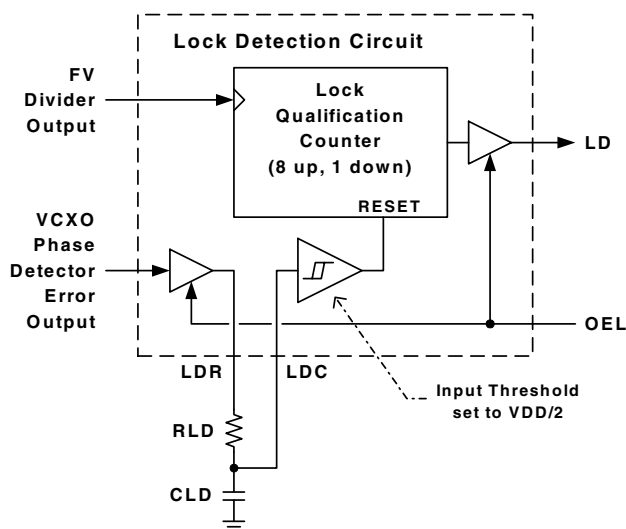 Lock Detection Circuit
FV
Divider
Output
Lock
Qualification
Counter
(8 up, 1 down)
RESET
LD
VCXO
Phase
Detector
Error
Output
OEL
LDR
LDC
Input Threshold
set to VDD/2
RLD
CLD